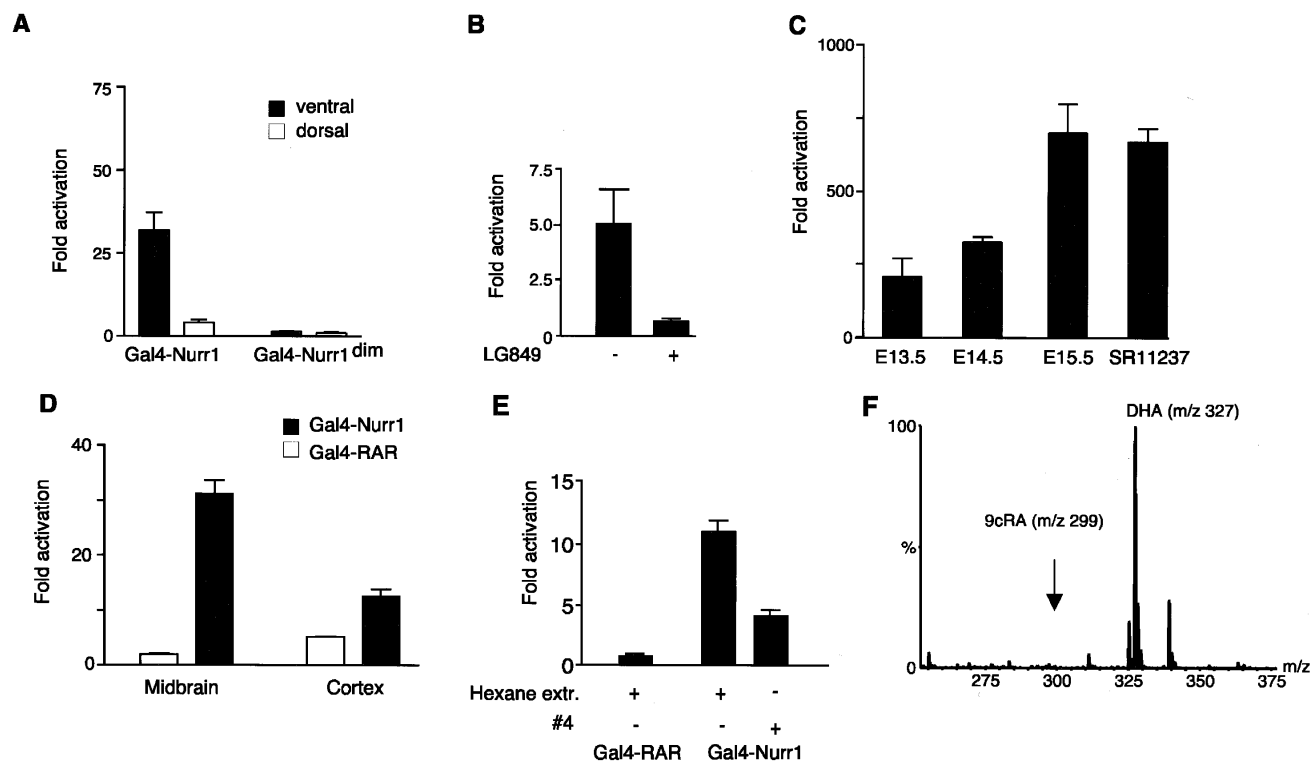 A
75
50
25
0
Fold activation
ventral
dorsal
Gal4-Nurr1
Gal4-Nurr1 dim
B
7.5
5.0
2.5
0
Fold activation
LG849 - +
C
1000
500
0
Fold activation
E13.5 E14.5 E15.5 SR11237
D
40
20
0
Fold activation
Gal4-Nurr1
Gal4-RAR
Midbrain Cortex
E
15
10
5
0
Fold activation
Hexane extr. + + -
#4 - - +
Gal4-RAR Gal4-Nurr1
F
DHA (m/z 327)
9cRA (m/z 299)
100
%
0
275 300 325 350 375 m/z